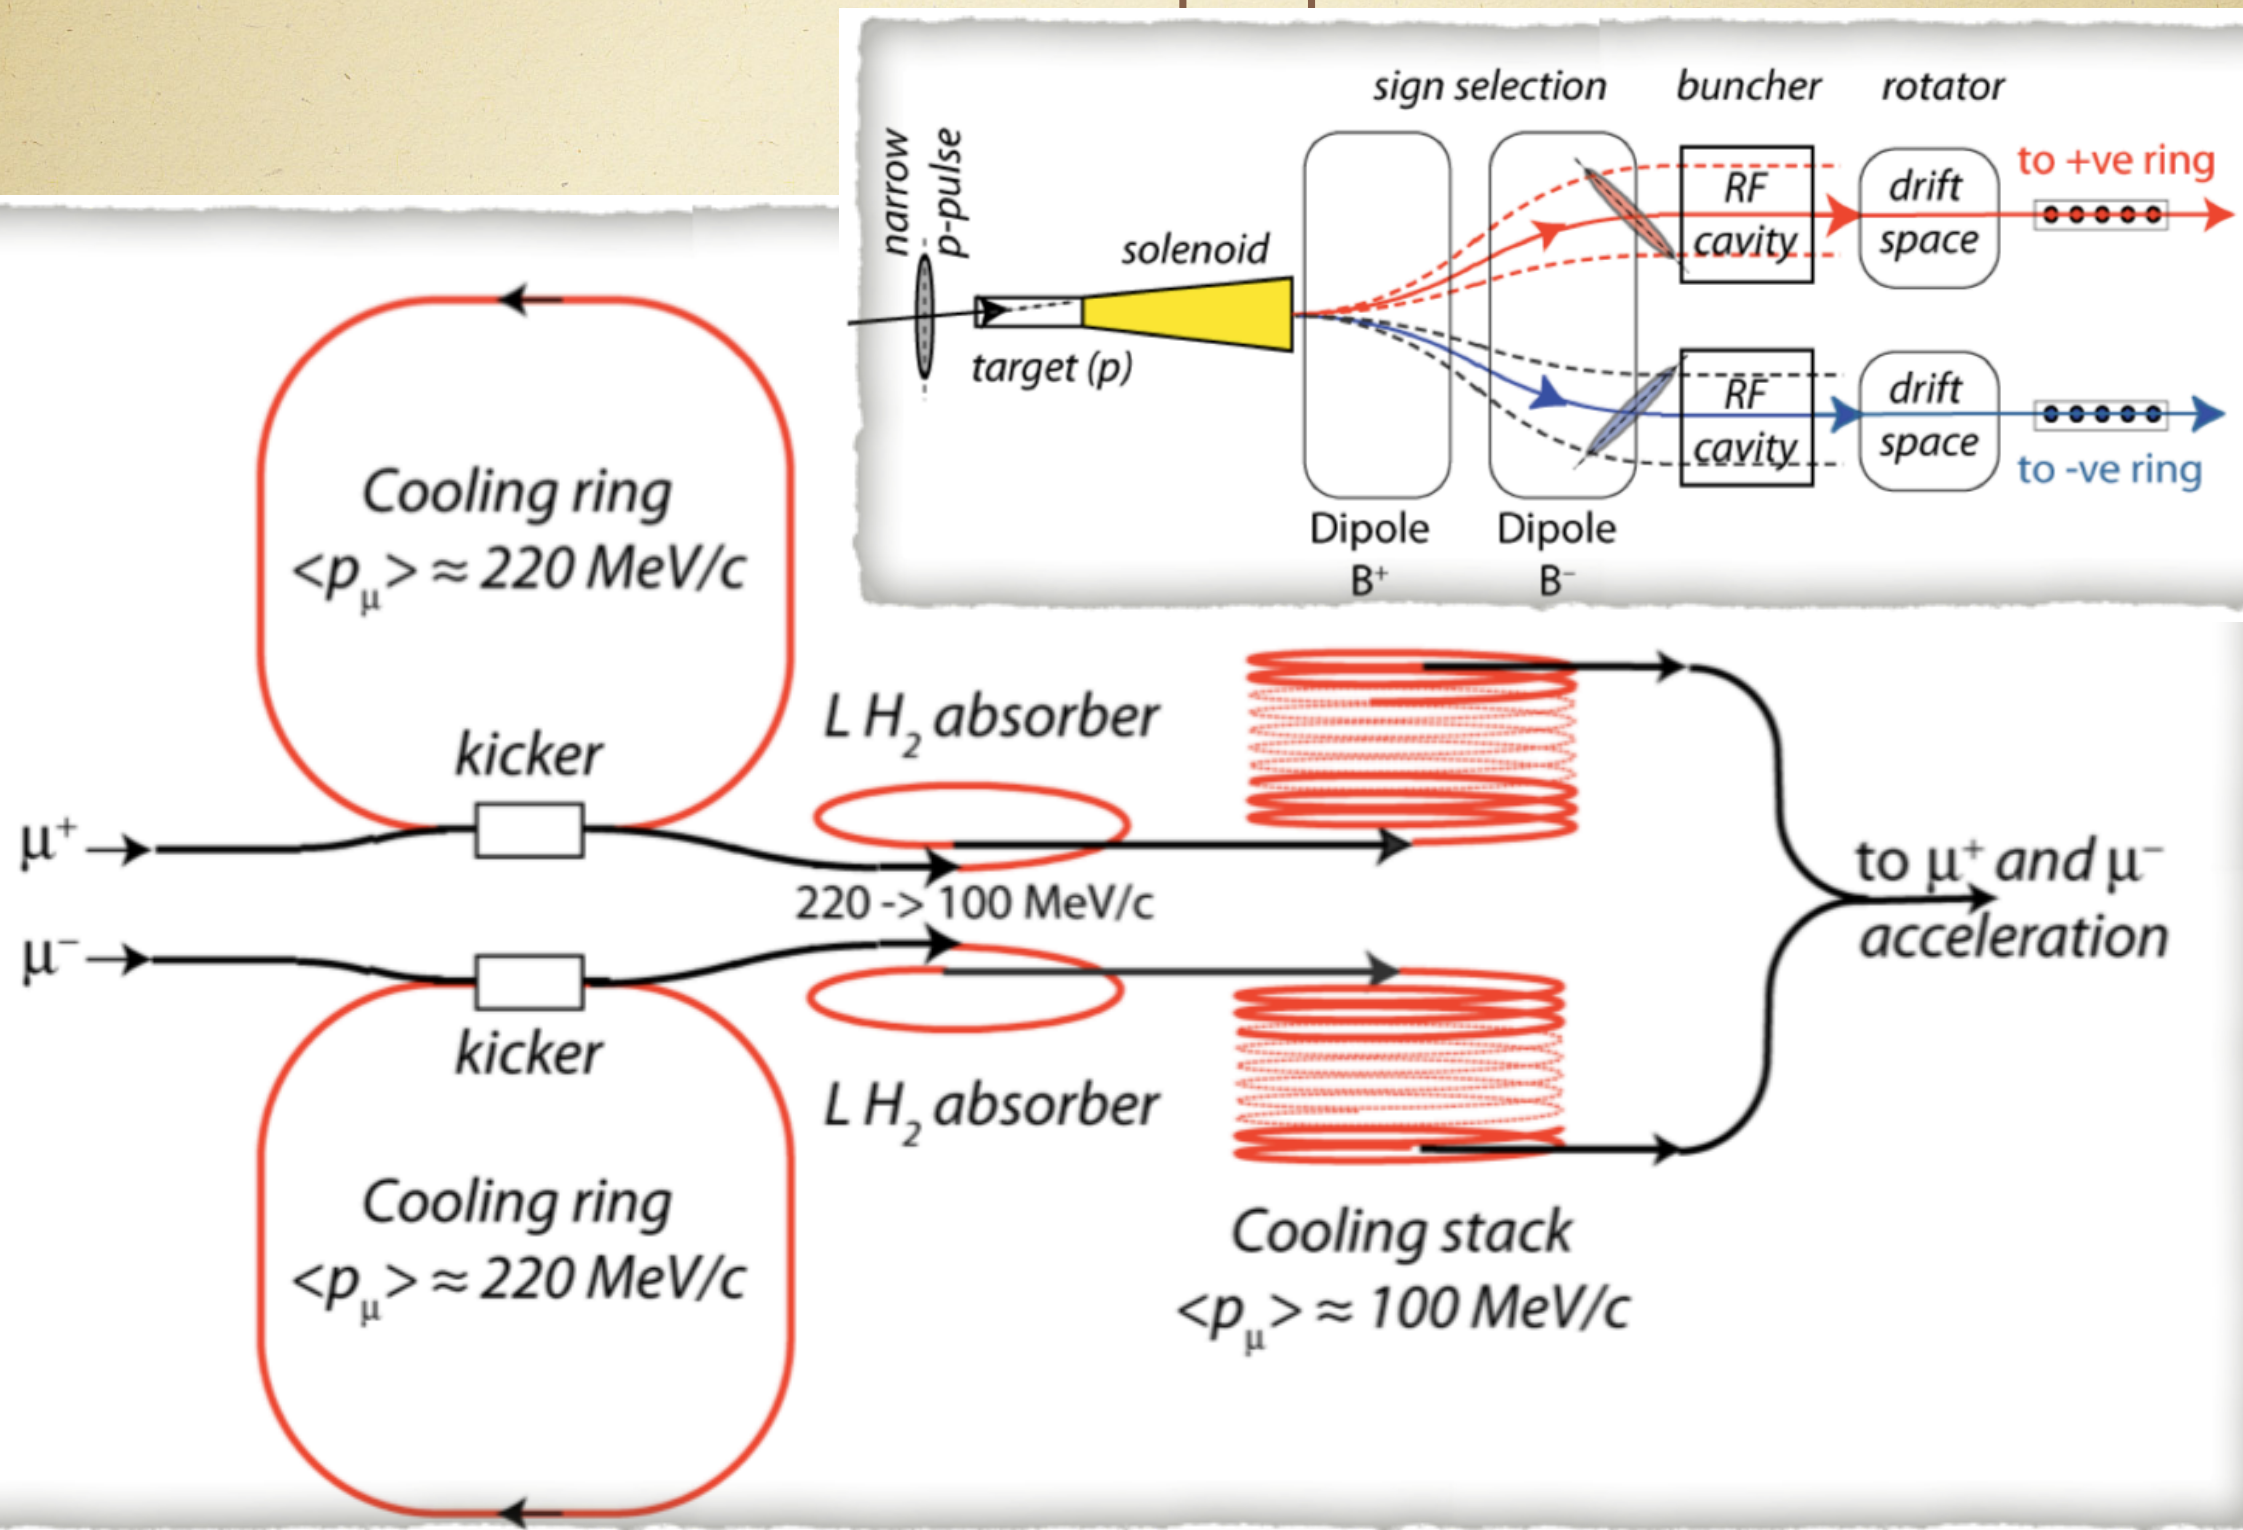 narrow
p-pulse
sign selection
buncher
rotator
solenoid
target (p)
RF
cavity
drift
space
to +ve ring
RF
cavity
drift
space
to -ve ring
Dipole
B⁺
Dipole
B⁻
Cooling ring
<pμ> ≈ 220 MeV/c
kicker
L H₂ absorber
μ⁺
220 -> 100 MeV/c
μ⁻
to μ⁺ and μ⁻
acceleration
kicker
L H₂ absorber
Cooling ring
<pμ> ≈ 220 MeV/c
Cooling stack
<pμ> ≈ 100 MeV/c